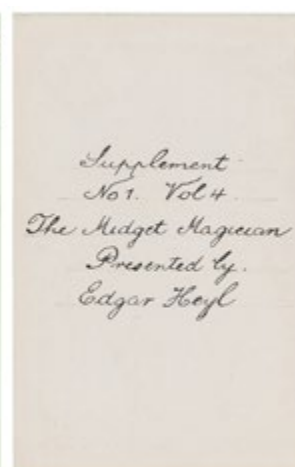 Supplement
No 1. Vol 4
The Midget Magician
Presented by.
Edgar Heyl